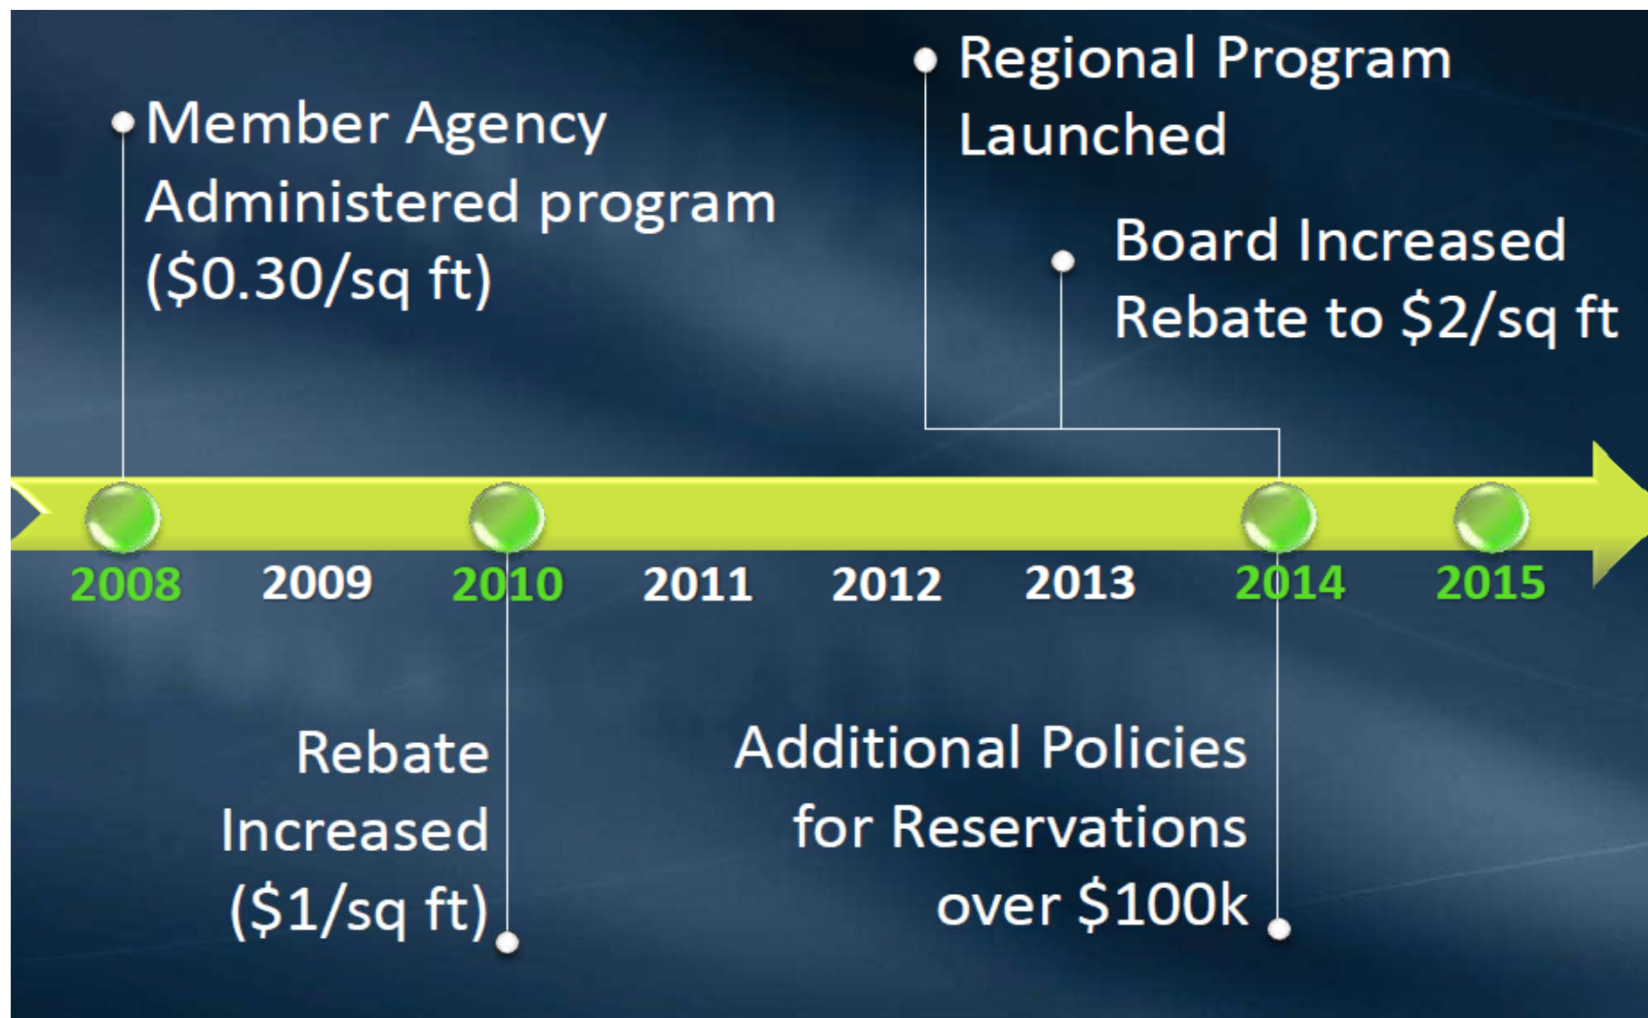 Regional Program
Launched
Member Agency
Administered program
($0.30/sq ft)
Board Increased
Rebate to $2/sq ft
2008 2009 2010 2011 2012 2013 2014 2015
Rebate
Increased
($1/sq ft)
Additional Policies
for Reservations
over $100k